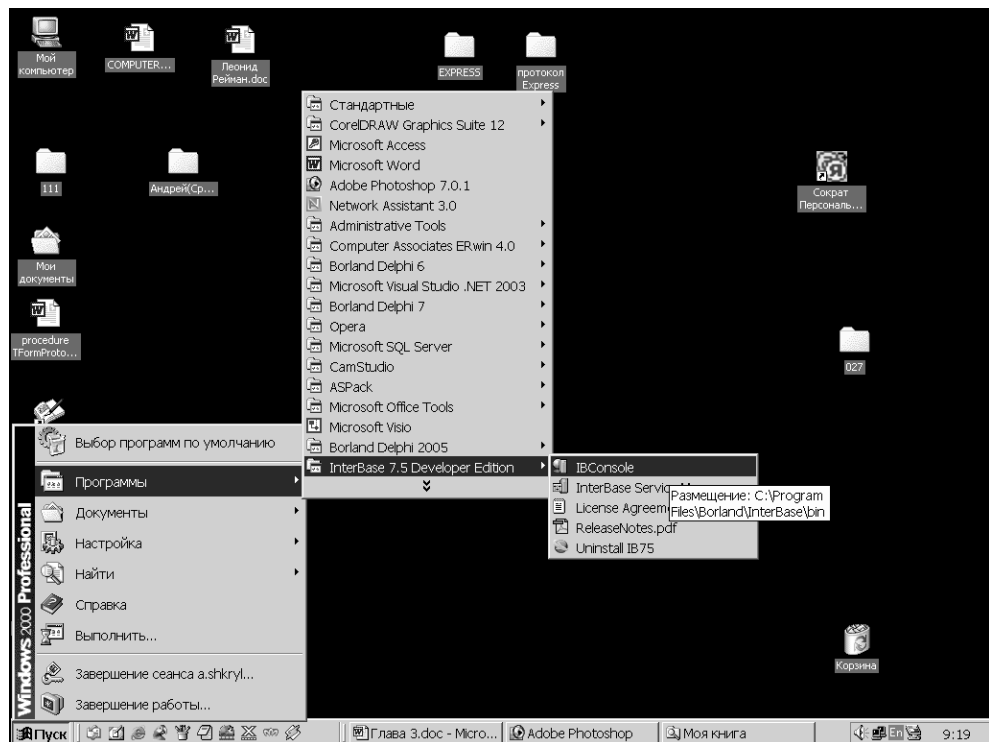 Мой
компьютер
COMPUTER...
Леонид
Рейман.doc
EXPRESS
протокол
Express
111
Андрей(Ср...
Сократ
Персональ...
Мои
документы
procedure
TFormProto...
027
Корзина
Стандартные
CorelDRAW Graphics Suite 12
Microsoft Access
Microsoft Word
Adobe Photoshop 7.0.1
Network Assistant 3.0
Administrative Tools
Computer Associates ERwin 4.0
Borland Delphi 6
Microsoft Visual Studio .NET 2003
Borland Delphi 7
Opera
Microsoft SQL Server
CamStudio
ASPack
Microsoft Office Tools
Microsoft Visio
Borland Delphi 2005
InterBase 7.5 Developer Edition
IBConsole
InterBase Server
License Agreem
ReleaseNotes.pdf
Uninstall IB75
Размещение: C:\Program
Files\Borland\InterBase\bin
Выбор программ по умолчанию
Программы
Документы
Настройка
Найти
Справка
Выполнить...
Завершение сеанса a.shkryl...
Завершение работы...
Windows 2000 Professional
Пуск
Глава 3.doc - Micro...
Adobe Photoshop
Моя книга
En
9:19